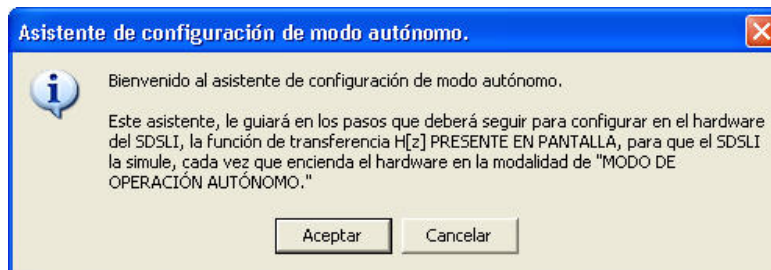 Asistente de configuración de modo autónomo.
Bienvenido al asistente de configuración de modo autónomo.
Este asistente, le guiará en los pasos que deberá seguir para configurar en el hardware
del SDSLI, la función de transferencia H[z] PRESENTE EN PANTALLA, para que el SDSLI
la simule, cada vez que encienda el hardware en la modalidad de "MODO DE
OPERACIÓN AUTÓNOMO."
Aceptar
Cancelar